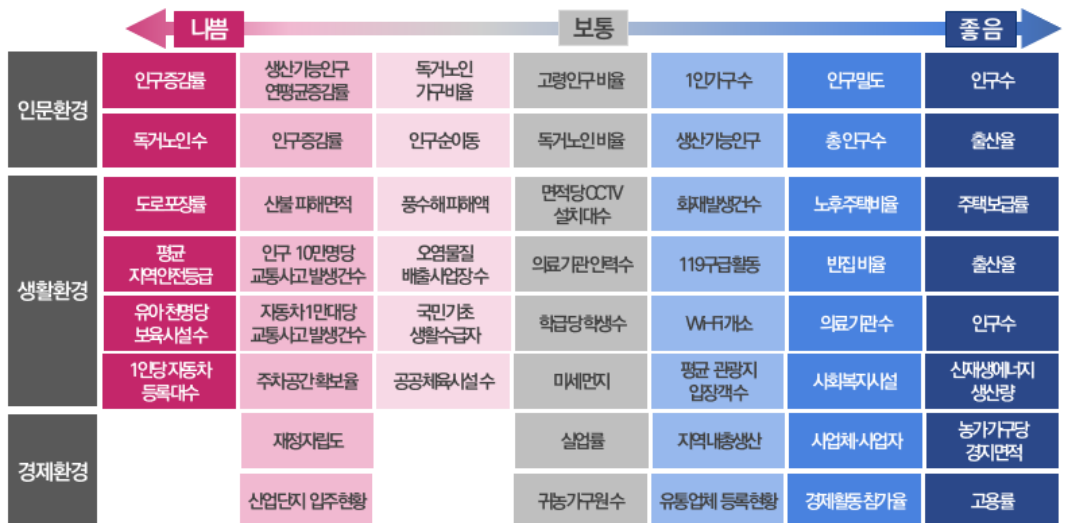 나쁨
보통
좋음
인문환경
인구증감률
생산가능인구
연평균증감률
독거노인
가구비율
고령인구 비율
1인가구수
인구밀도
인구수
독거노인수
인구증감률
인구순이동
독거노인비율
생산가능인구
총인구수
출산율
생활환경
도로포장률
산불 피해면적
풍수해피해액
면적당CCTV
설치대수
화재발생건수
노후주택비율
주택보급률
평균
지역안전등급
인구 10만명당
교통사고 발생건수
오염물질
배출사업장수
의료기관인력수
119구급활동
빈집 비율
출산율
유아천명당
보육시설수
자동차1만대당
교통사고 발생건수
국민기초
생활수급자
학급당학생수
Wi-Fi개소
의료기관수
인구수
1인당자동차
등록대수
주차공간확보율
공공체육시설수
미세먼지
평균 관광지
입장객수
사회복지시설
신재생에너지
생산량
경제환경
재정자립도
실업률
지역내총생산
사업체·사업자
농가가구당
경지면적
산업단지 입주현황
귀농가구원수
유통업체 등록현황
경제활동참가율
고용률